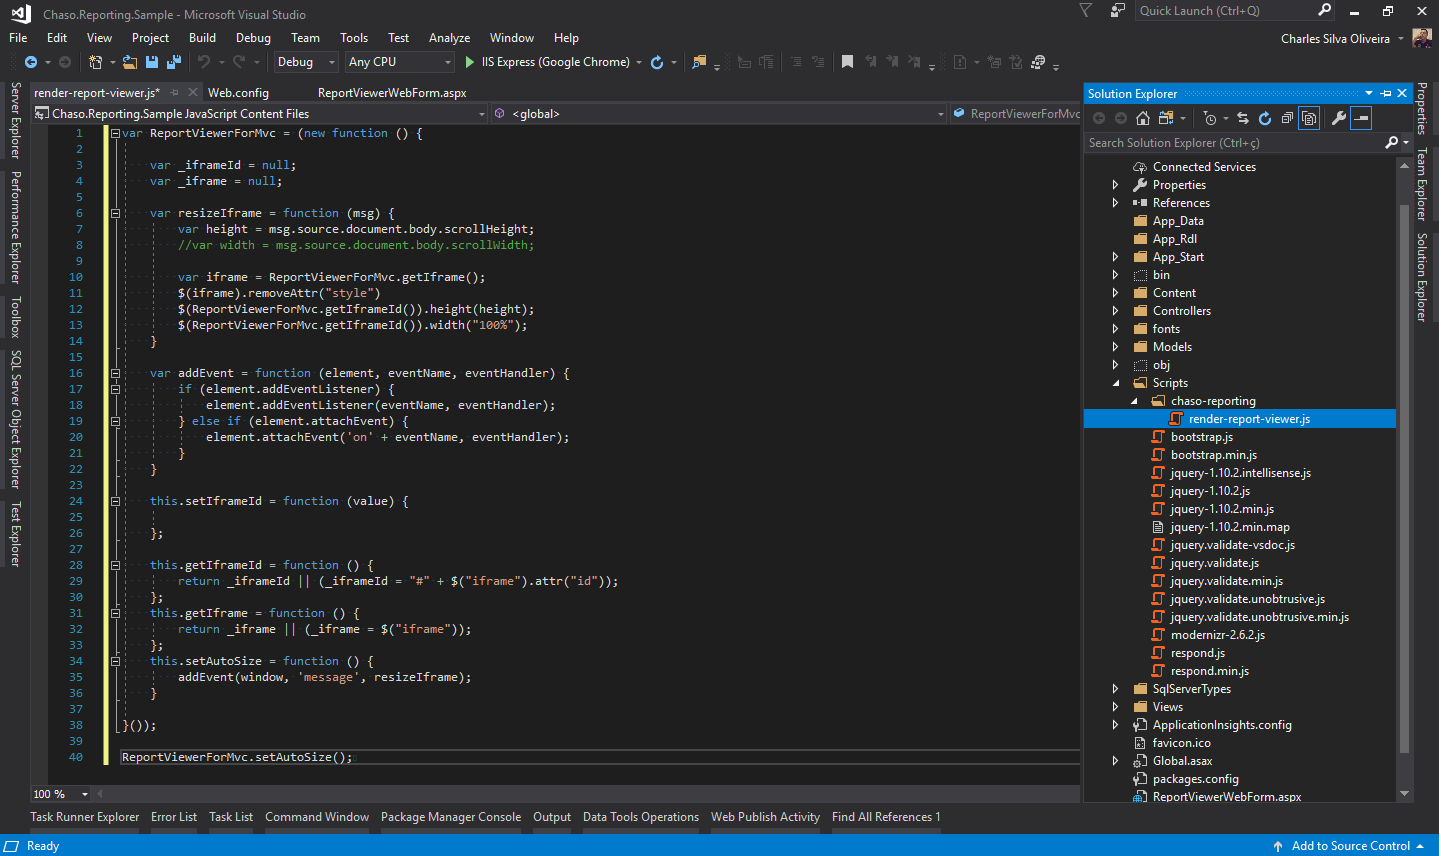 Chaso.Reporting.Sample - Microsoft Visual Studio
Quick Launch (Ctrl+Q)
File Edit View Project Build Debug Team Tools Test Analyze Window Help
Charles Silva Oliveira
Debug Any CPU IIS Express (Google Chrome)
Server Explorer
Performance Explorer
Toolbox
SQL Server Object Explorer
Test Explorer
render-report-viewer.js* Web.config ReportViewerWebForm.aspx
Chaso.Reporting.Sample JavaScript Content Files <global> ReportViewerForMvc
1 var ReportViewerForMvc = (new function () {
2
3 var _iframeId = null;
4 var _iframe = null;
5
6 var resizeIframe = function (msg) {
7 var height = msg.source.document.body.scrollHeight;
8 //var width = msg.source.document.body.scrollWidth;
9
10 var iframe = ReportViewerForMvc.getIframe();
11 $(iframe).removeAttr("style")
12 $(ReportViewerForMvc.getIframeId()).height(height);
13 $(ReportViewerForMvc.getIframeId()).width("100%");
14 }
15
16 var addEvent = function (element, eventName, eventHandler) {
17 if (element.addEventListener) {
18 element.addEventListener(eventName, eventHandler);
19 } else if (element.attachEvent) {
20 element.attachEvent('on' + eventName, eventHandler);
21 }
22 }
23
24 this.setIframeId = function (value) {
25
26 };
27
28 this.getIframeId = function () {
29 return _iframeId || (_iframeId = "#" + $("iframe").attr("id"));
30 };
31 this.getIframe = function () {
32 return _iframe || (_iframe = $("iframe"));
33 };
34 this.setAutoSize = function () {
35 addEvent(window, 'message', resizeIframe);
36 }
37
38 }());
39
40 ReportViewerForMvc.setAutoSize();
100 %
Solution Explorer
Search Solution Explorer (Ctrl+ç)
Connected Services
Properties
References
App_Data
App_Rdl
App_Start
bin
Content
Controllers
fonts
Models
obj
Scripts
chaso-reporting
render-report-viewer.js
bootstrap.js
bootstrap.min.js
jquery-1.10.2.intellisense.js
jquery-1.10.2.js
jquery-1.10.2.min.js
jquery-1.10.2.min.map
jquery.validate-vsdoc.js
jquery.validate.js
jquery.validate.min.js
jquery.validate.unobtrusive.js
jquery.validate.unobtrusive.min.js
modernizr-2.6.2.js
respond.js
respond.min.js
SqlServerTypes
Views
ApplicationInsights.config
favicon.ico
Global.asax
packages.config
ReportViewerWebForm.aspx
Properties
Team Explorer
Solution Explorer
Task Runner Explorer Error List Task List Command Window Package Manager Console Output Data Tools Operations Web Publish Activity Find All References 1
Ready
Add to Source Control